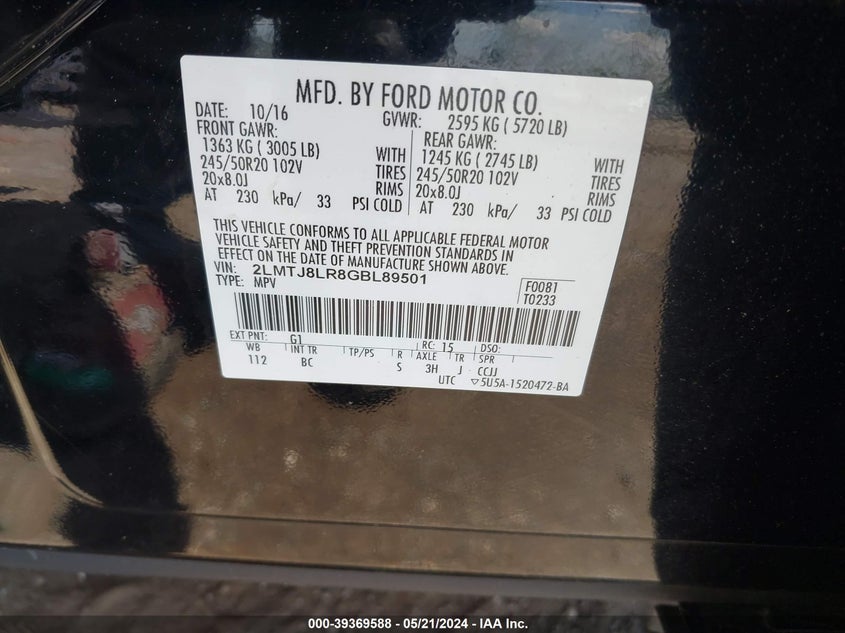 MFD. BY FORD MOTOR CO.
DATE: 10/16 GVWR: 2595 KG ( 5720 LB)
FRONT GAWR: REAR GAWR:
1363 KG ( 3005 LB) WITH 1245 KG ( 2745 LB) WITH
245/50R20 102V TIRES 245/50R20 102V TIRES
20x8.0J RIMS 20x8.0J RIMS
AT 230 kPa/ 33 PSI COLD AT 230 kPa/ 33 PSI COLD
THIS VEHICLE CONFORMS TO ALL APPLICABLE FEDERAL MOTOR
VEHICLE SAFETY AND THEFT PREVENTION STANDARDS IN
EFFECT ON THE DATE OF MANUFACTURE SHOWN ABOVE.
VIN: 2LMTJ8LR8GBL89501 F0081
TYPE: MPV T0233
EXT PNT: G1 RC: 15 DSO:
WB INT TR TP/PS R AXLE TR SPR
112 BC S 3H J CCJJ
UTC ▽5U5A-1520472-BA
000-39369588 - 05/21/2024 - IAA Inc.